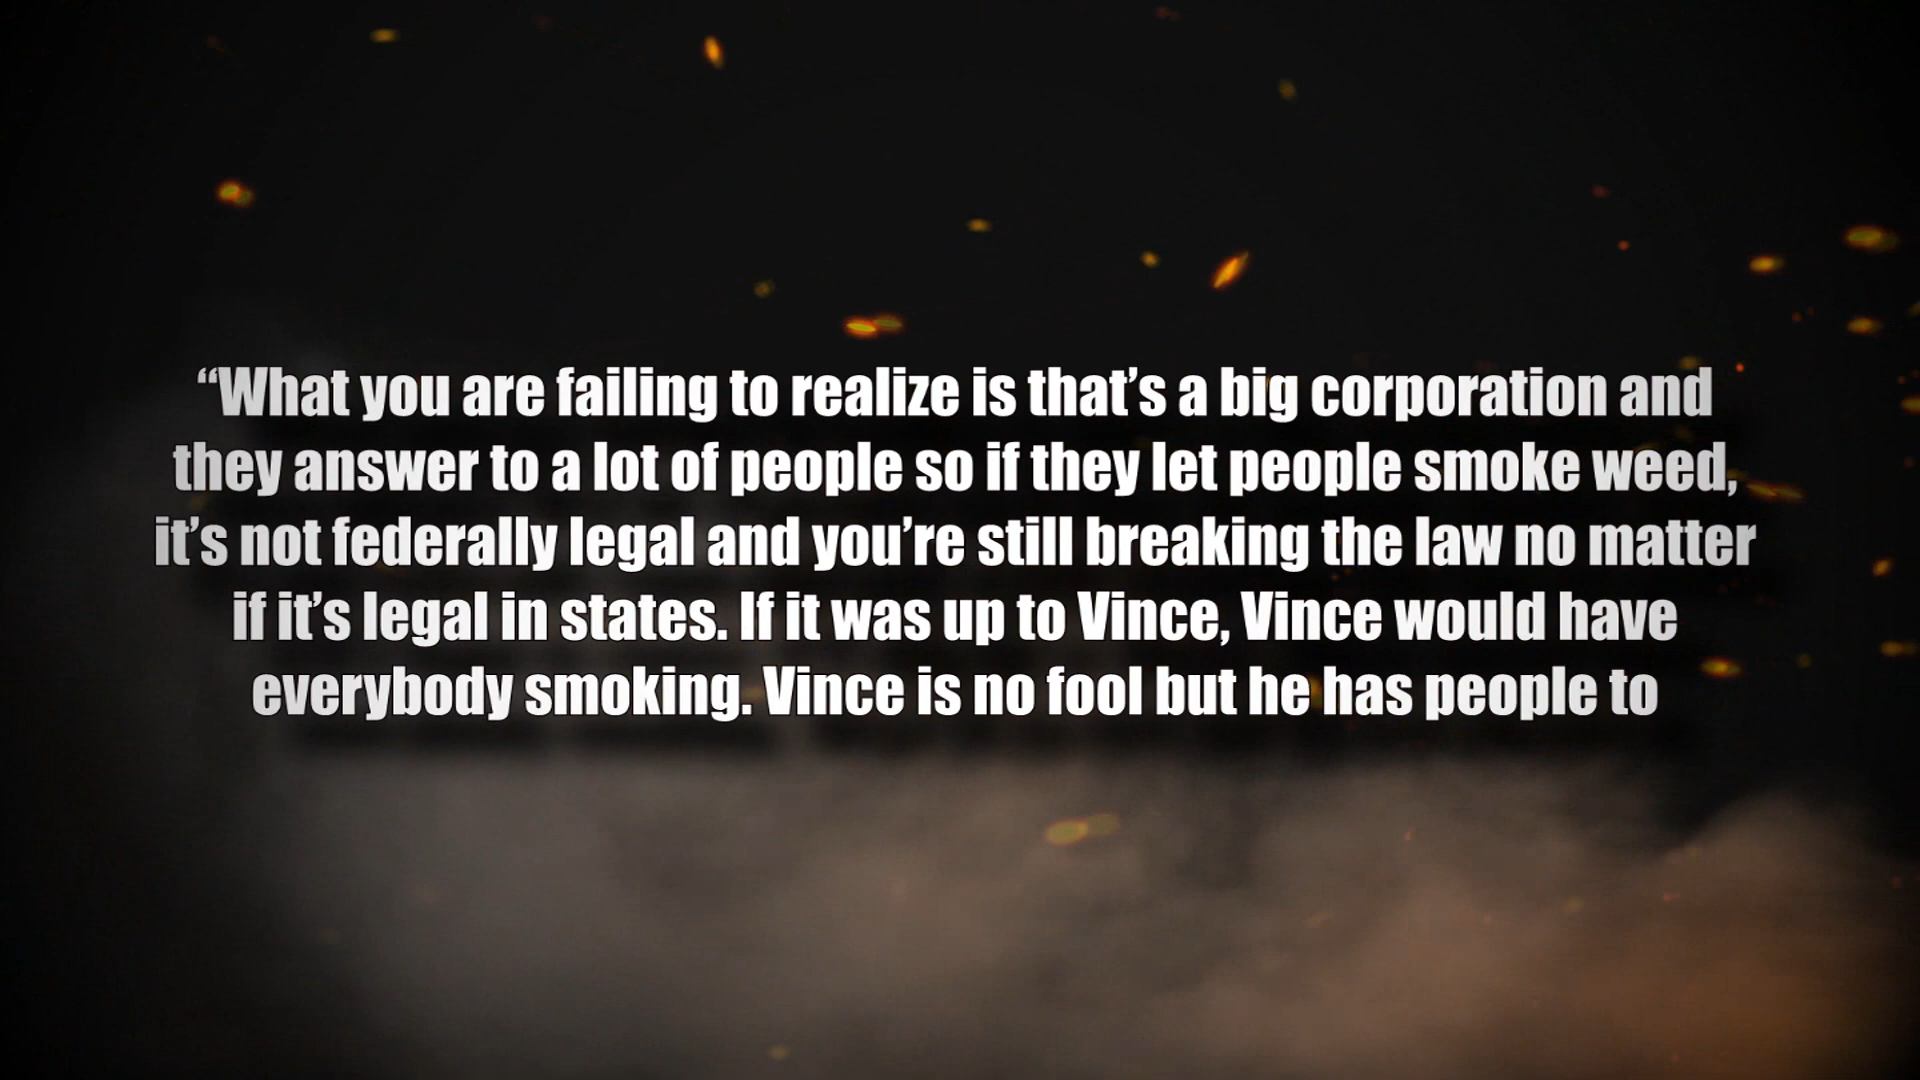 “What you are failing to realize is that’s a big corporation and
they answer to a lot of people so if they let people smoke weed,
it’s not federally legal and you’re still breaking the law no matter
if it’s legal in states. If it was up to Vince, Vince would have
everybody smoking. Vince is no fool but he has people to